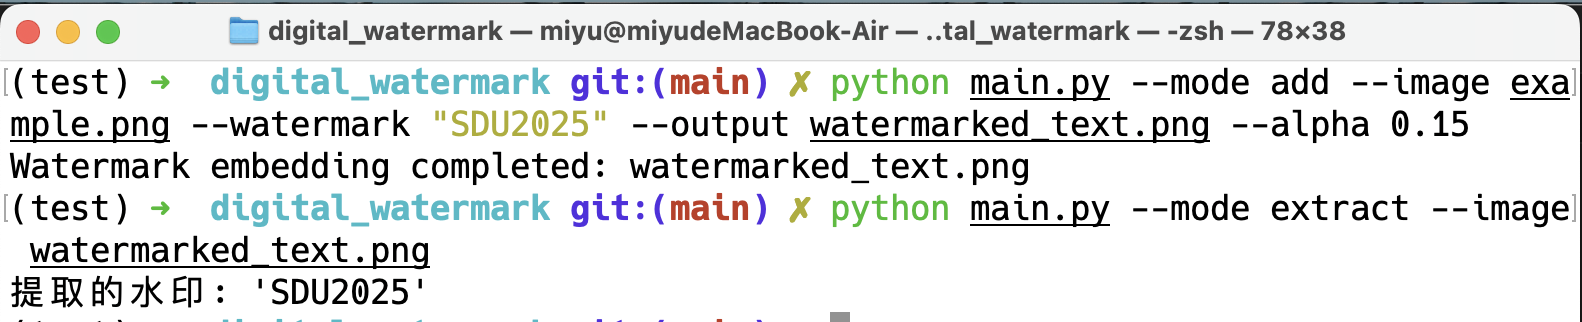 digital_watermark — miyu@miyudeMacBook-Air — ..tal_watermark — -zsh — 78×38
(test) ➜  digital_watermark git:(main) ✗ python main.py --mode add --image exa
mple.png --watermark "SDU2025" --output watermarked_text.png --alpha 0.15
Watermark embedding completed: watermarked_text.png
(test) ➜  digital_watermark git:(main) ✗ python main.py --mode extract --image
 watermarked_text.png
提取的水印: 'SDU2025'